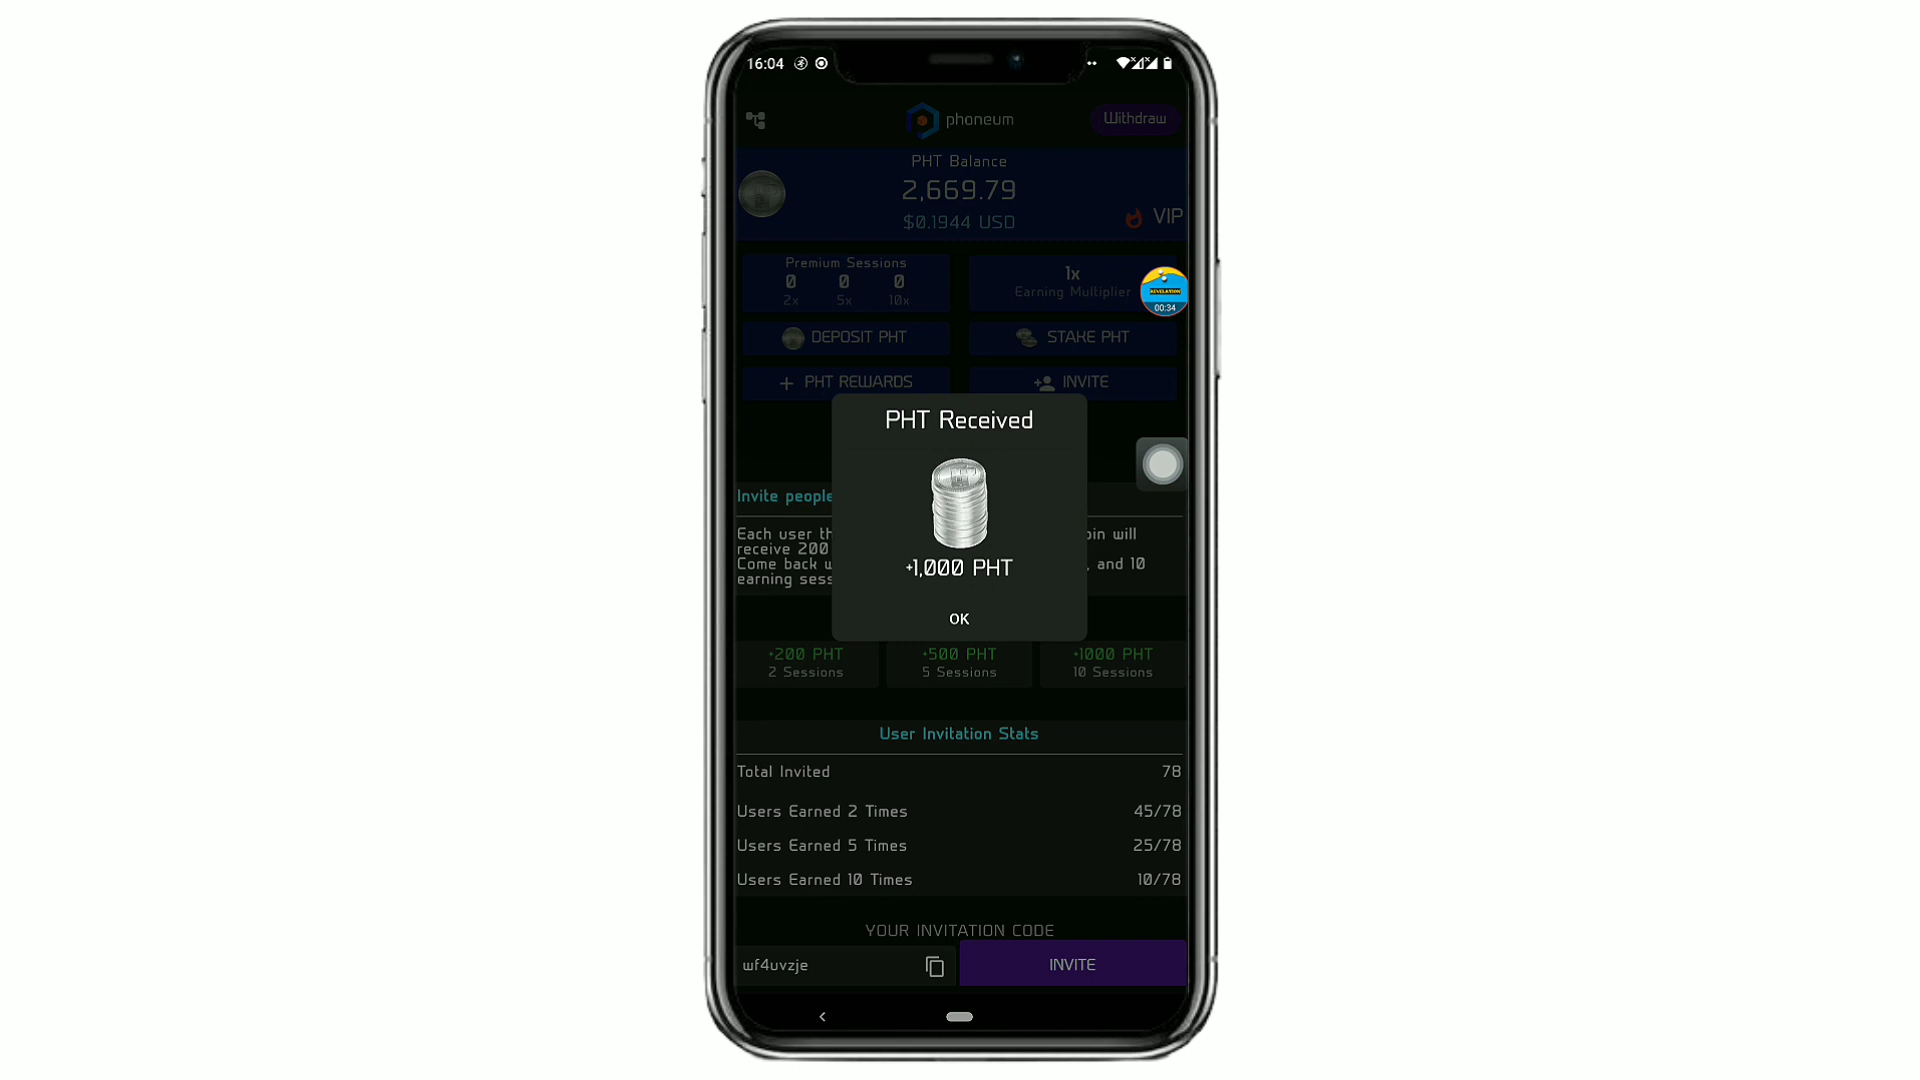 16:04
phoneum
Withdraw
PHT Balance
2,669.79
$0.1944 USD
VIP
Premium Sessions
0 0 0
2x 5x 10x
1x
Earning Multiplier
REVELATION
00:34
DEPOSIT PHT
STAKE PHT
+ PHT REWARDS
INVITE
PHT Received
+1,000 PHT
OK
Invite people
Each user th
oin will
receive 200
Come back w
, and 10
earning sess
+200 PHT
2 Sessions
+500 PHT
5 Sessions
+1000 PHT
10 Sessions
User Invitation Stats
Total Invited 78
Users Earned 2 Times 45/78
Users Earned 5 Times 25/78
Users Earned 10 Times 10/78
YOUR INVITATION CODE
wf4uvzje
INVITE